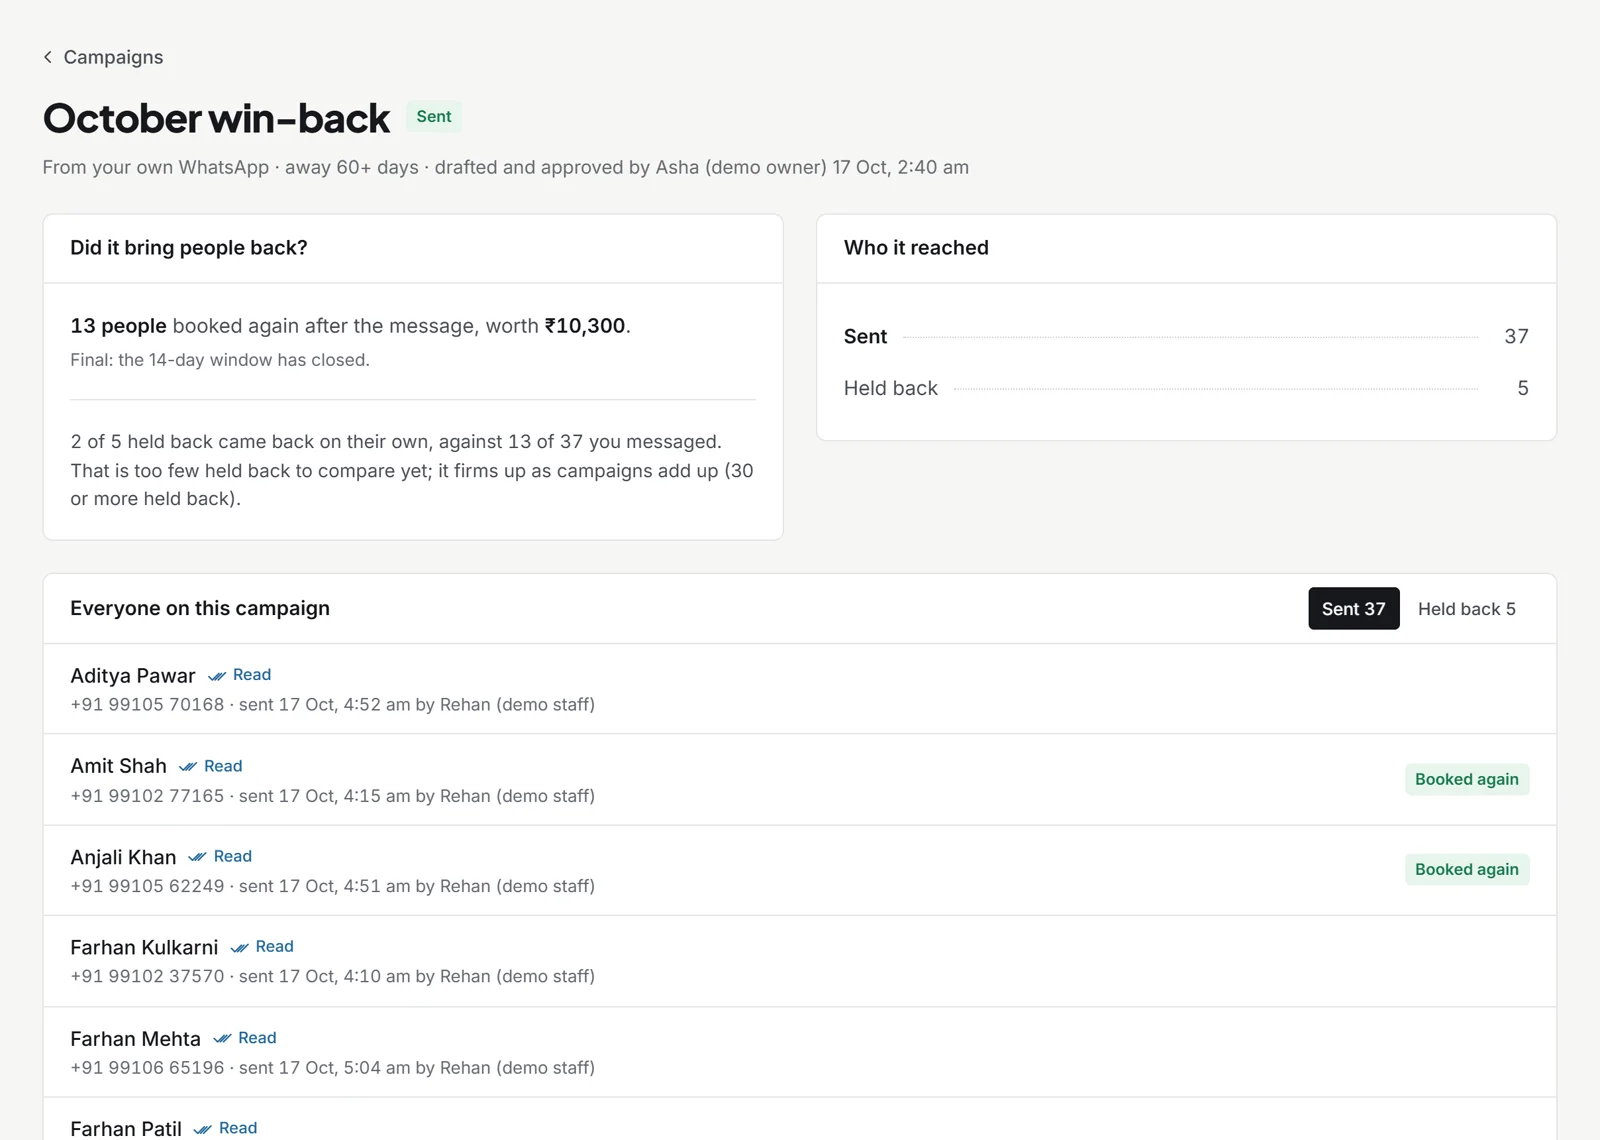 Campaigns
October win-back Sent
From your own WhatsApp · away 60+ days · drafted and approved by Asha (demo owner) 17 Oct, 2:40 am
Did it bring people back?
13 people booked again after the message, worth ₹10,300.
Final: the 14-day window has closed.
2 of 5 held back came back on their own, against 13 of 37 you messaged.
That is too few held back to compare yet; it firms up as campaigns add up (30
or more held back).
Who it reached
Sent 37
Held back 5
Everyone on this campaign
Sent 37 Held back 5
Aditya Pawar Read
+91 99105 70168 · sent 17 Oct, 4:52 am by Rehan (demo staff)
Amit Shah Read
+91 99102 77165 · sent 17 Oct, 4:15 am by Rehan (demo staff)
Booked again
Anjali Khan Read
+91 99105 62249 · sent 17 Oct, 4:51 am by Rehan (demo staff)
Booked again
Farhan Kulkarni Read
+91 99102 37570 · sent 17 Oct, 4:10 am by Rehan (demo staff)
Farhan Mehta Read
+91 99106 65196 · sent 17 Oct, 5:04 am by Rehan (demo staff)
Farhan Patil Read